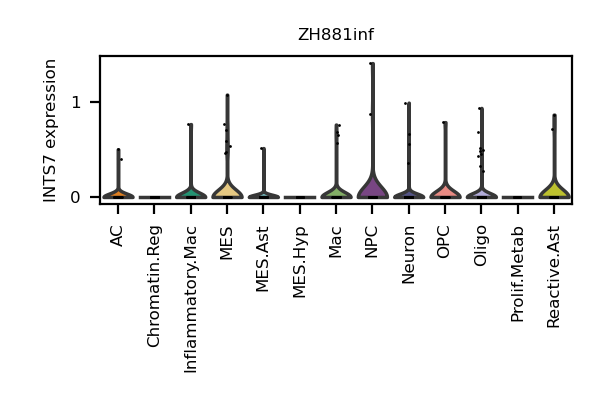 ZH881inf
INTS7 expression
1
0
AC
Chromatin.Reg
Inflammatory.Mac
MES
MES.Ast
MES.Hyp
Mac
NPC
Neuron
OPC
Oligo
Prolif.Metab
Reactive.Ast